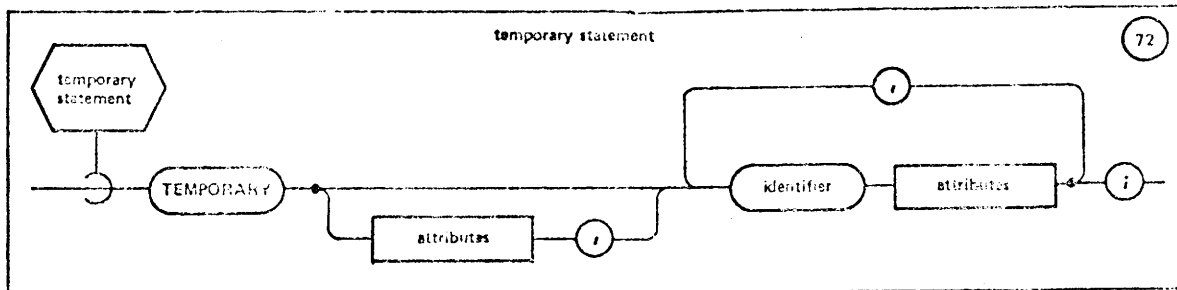 temporary statement
72
temporary
statement
TEMPORARY
identifier
attributes
attributes